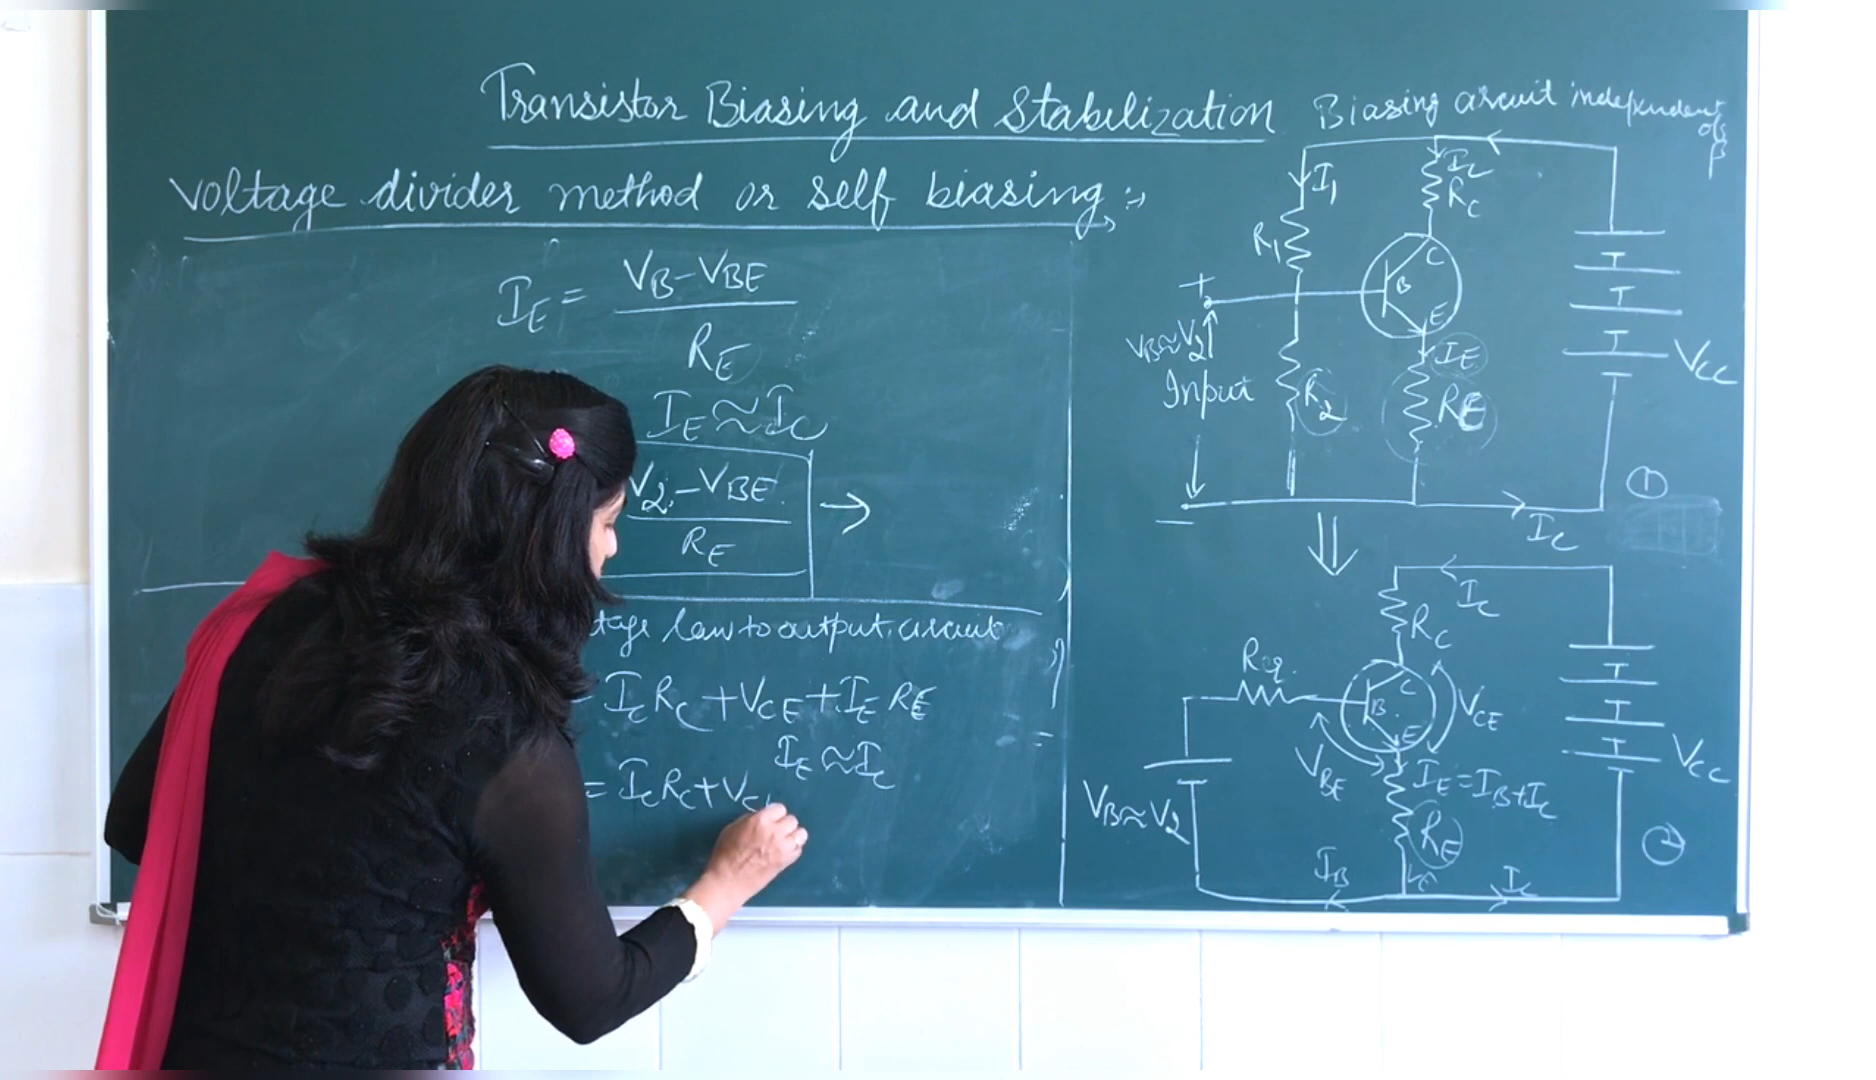 Transistor Biasing and Stabilization
Biasing circuit independent
of
β
Voltage divider method or self biasing :-
I_E = V_B - V_BE
R_E
I_E ≈ I_C
V_2 - V_BE →
R_E
tage law to output circuit
= I_C R_C + V_CE + I_E R_E
I_E ≈ I_C
= I_C R_C + V_C
I_1
I_C
R_C
R_1
C
B
E
+
V_B ≈ V_2
Input
I_E
R_2
R_E
V_CC
-
I_C
①
⇓
I_C
R_C
R_eq.
C
B
E
V_CE
V_BE
I_E = I_B + I_C
V_CC
V_B ≈ V_2
R_E
②
I_B
I_C